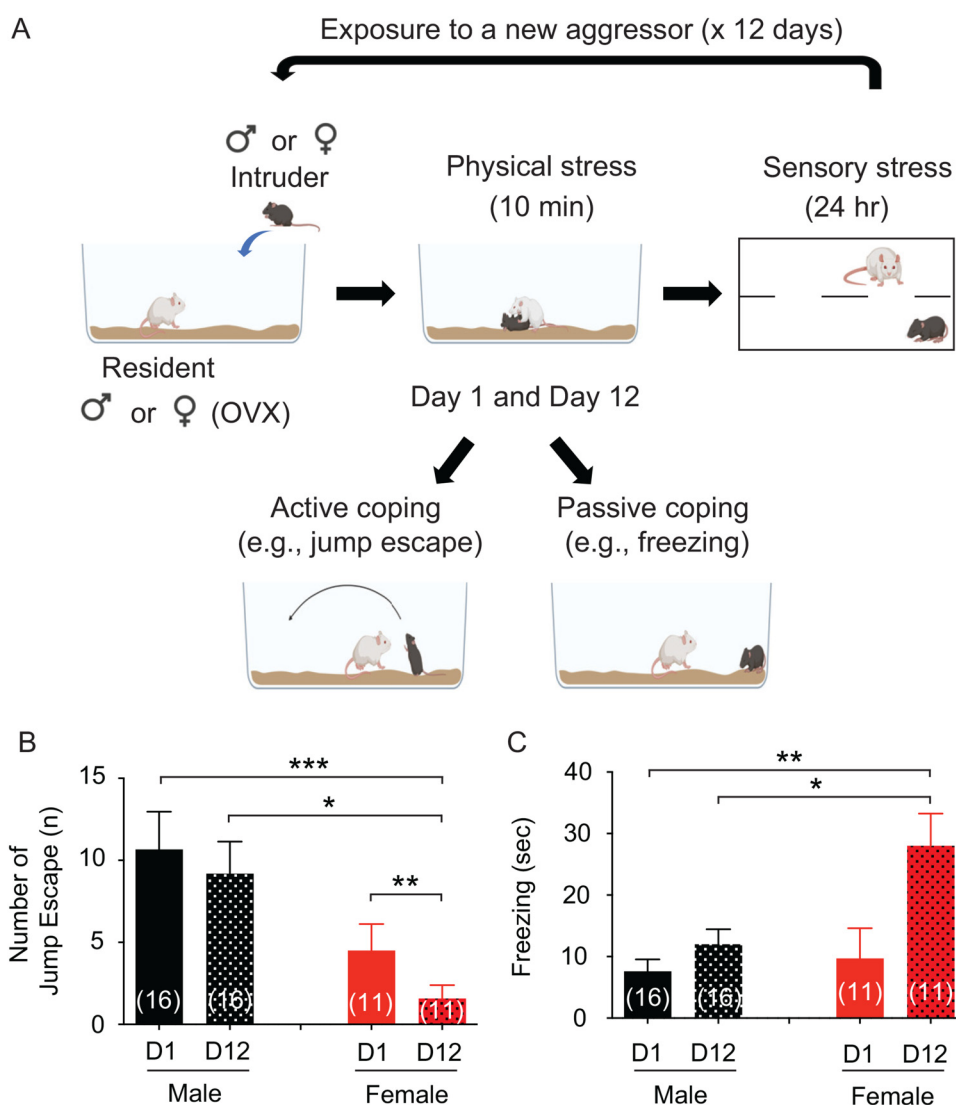 A
Exposure to a new aggressor (x 12 days)
♂ or ♀
Intruder
Physical stress
(10 min)
Sensory stress
(24 hr)
Resident
♂ or ♀ (OVX)
Day 1 and Day 12
Active coping
(e.g., jump escape)
Passive coping
(e.g., freezing)
B
Number of
Jump Escape (n)
15
10
5
0
***
*
**
(16)
(16)
(11)
(11)
D1
D12
D1
D12
Male
Female
C
Freezing (sec)
40
30
20
10
0
**
*
(16)
(16)
(11)
(11)
D1
D12
D1
D12
Male
Female